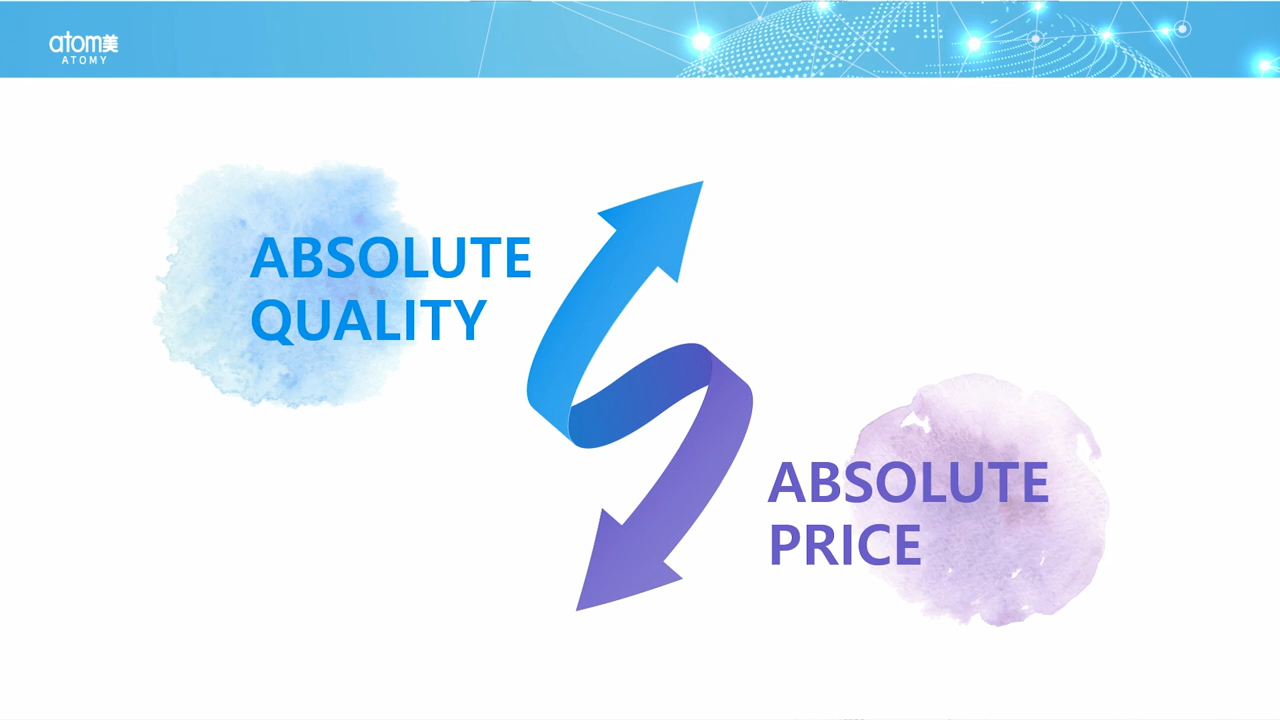 atom美
ATOMY
ABSOLUTE
QUALITY
ABSOLUTE
PRICE